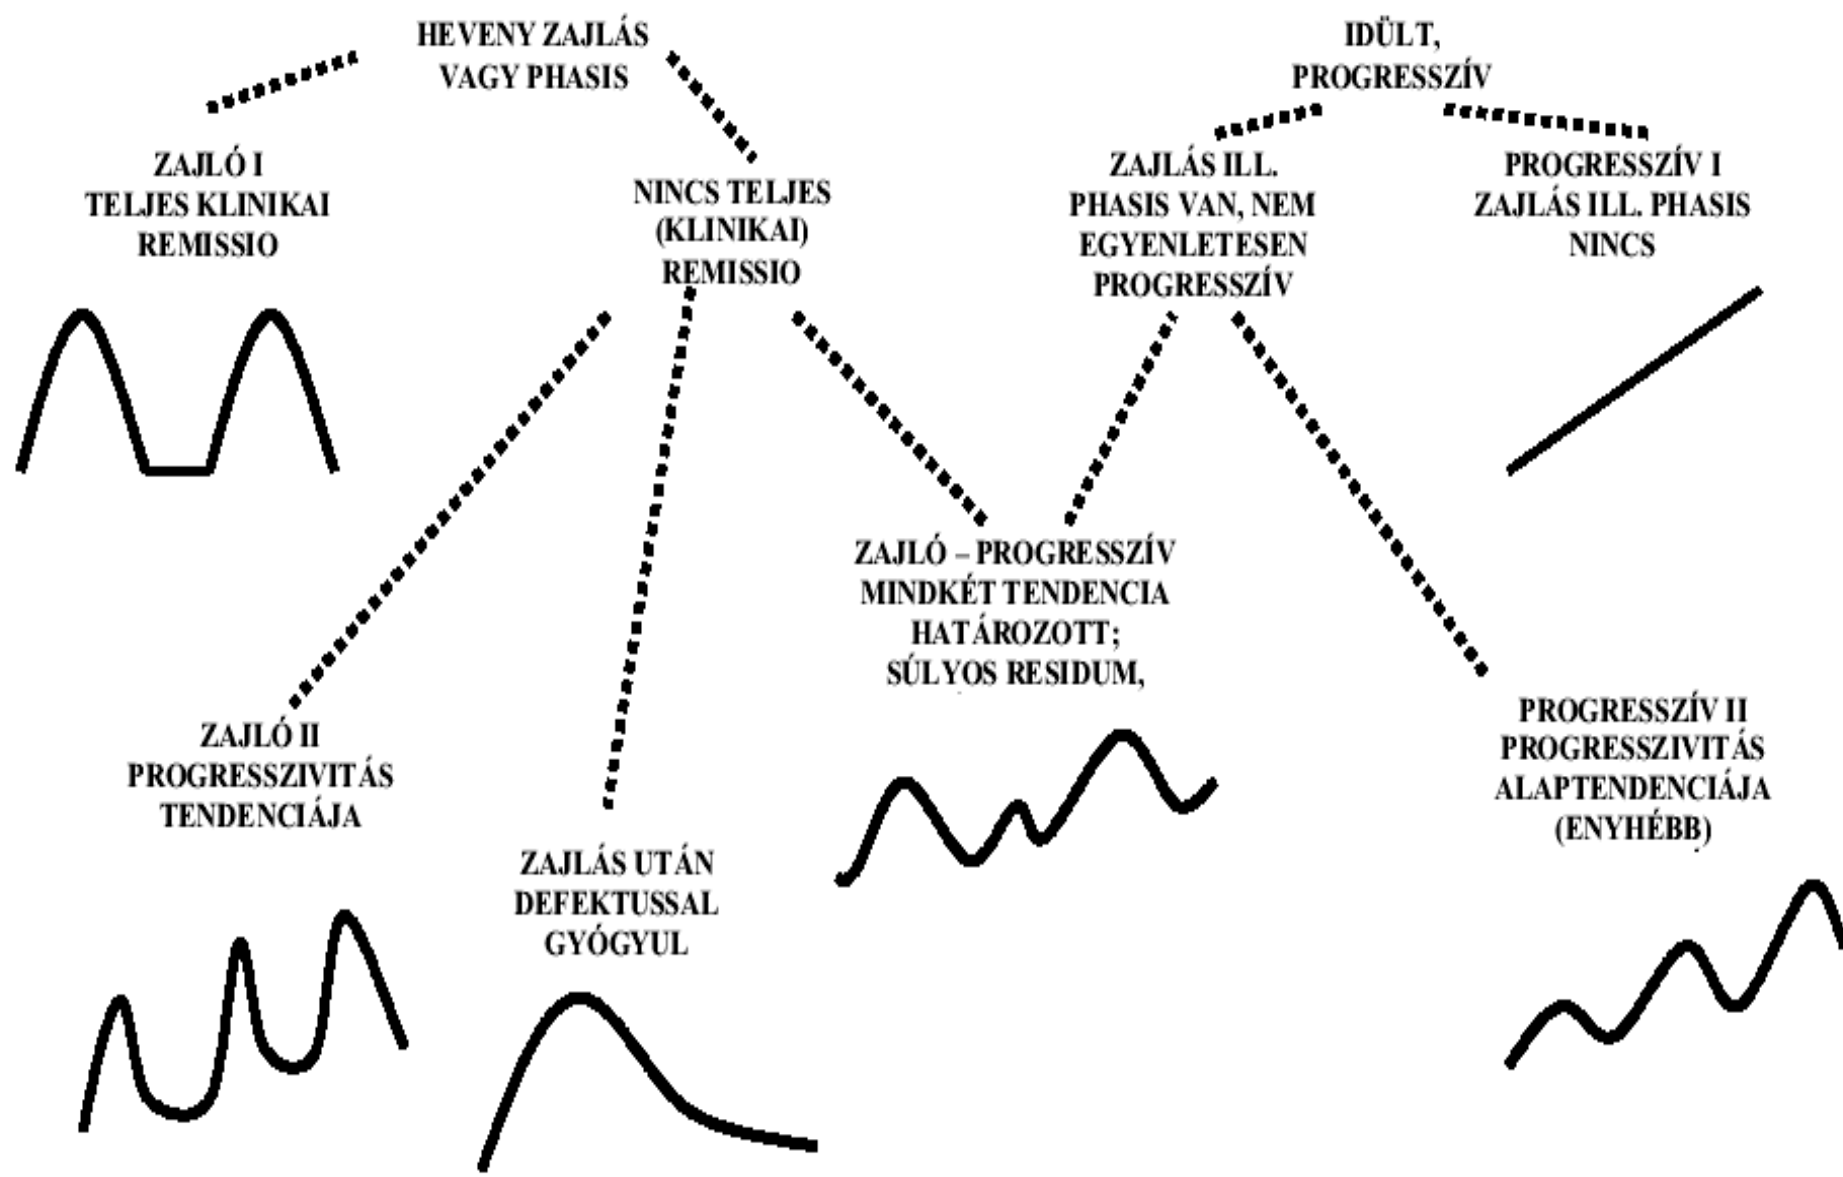 HEVENY ZAJLÁS
VAGY PHASIS
IDÜLT,
PROGRESSZÍV
ZAJLÓ I
TELJES KLINIKAI
REMISSIO
NINCS TELJES
(KLINIKAI)
REMISSIO
ZAJLÁS ILL.
PHASIS VAN, NEM
EGYENLETESEN
PROGRESSZÍV
PROGRESSZÍV I
ZAJLÁS ILL. PHASIS
NINCS
ZAJLÓ – PROGRESSZÍV
MINDKÉT TENDENCIA
HATÁROZOTT;
SÚLYOS RESIDUM,
ZAJLÓ II
PROGRESSZIVITÁS
TENDENCIÁJA
ZAJLÁS UTÁN
DEFEKTUSSAL
GYÓGYUL
PROGRESSZÍV II
PROGRESSZIVITÁS
ALAPTENDENCIÁJA
(ENYHÉBB)